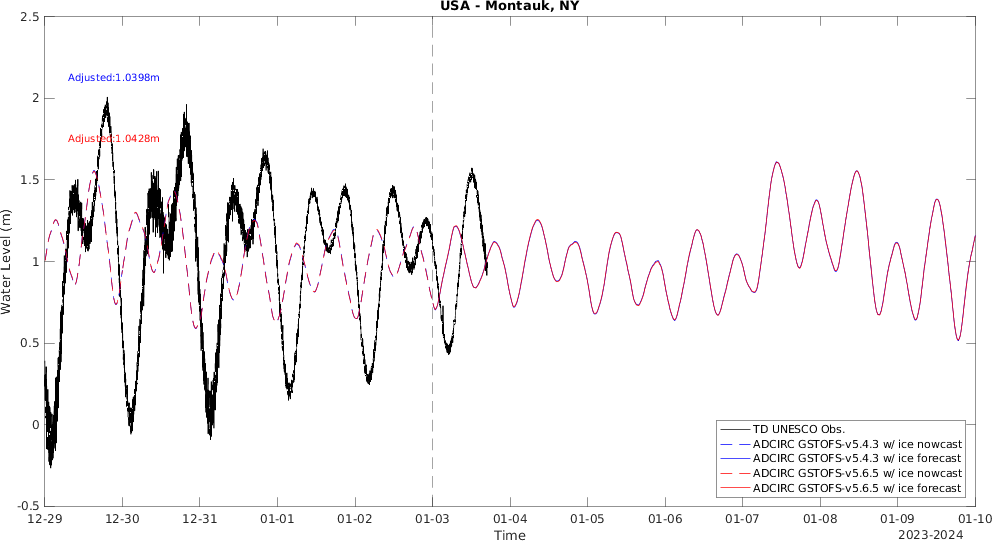 USA - Montauk, NY
2.5
2
1.5
1
0.5
0
-0.5
Water Level (m)
Adjusted:1.0398m
Adjusted:1.0428m
TD UNESCO Obs.
ADCIRC GSTOFS-v5.4.3 w/ ice nowcast
ADCIRC GSTOFS-v5.4.3 w/ ice forecast
ADCIRC GSTOFS-v5.6.5 w/ ice nowcast
ADCIRC GSTOFS-v5.6.5 w/ ice forecast
12-29 12-30 12-31 01-01 01-02 01-03 01-04 01-05 01-06 01-07 01-08 01-09 01-10
Time
2023-2024